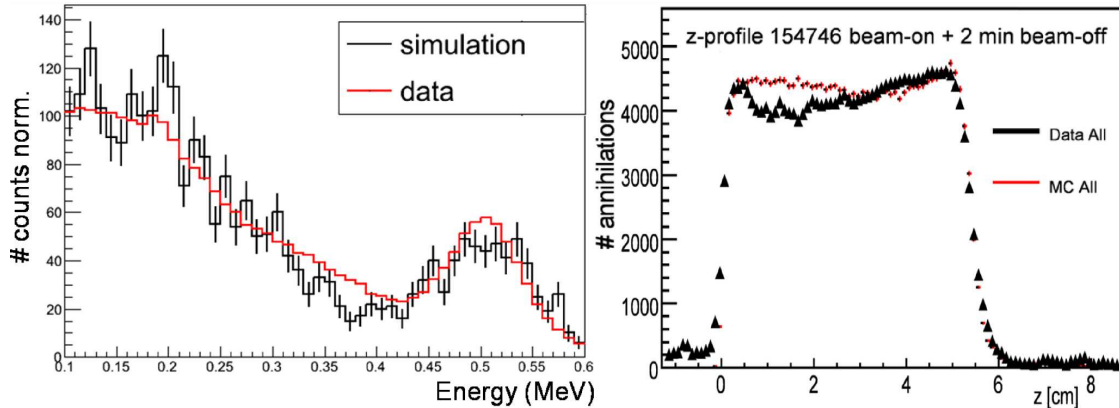 140
120
100
80
60
40
20
0
# counts norm.
simulation
data
0.1 0.15 0.2 0.25 0.3 0.35 0.4 0.45 0.5 0.55 0.6
Energy (MeV)
z-profile 154746 beam-on + 2 min beam-off
5000
4000
3000
2000
1000
0
# annihilations
Data All
MC All
0 2 4 6 8
z [cm]